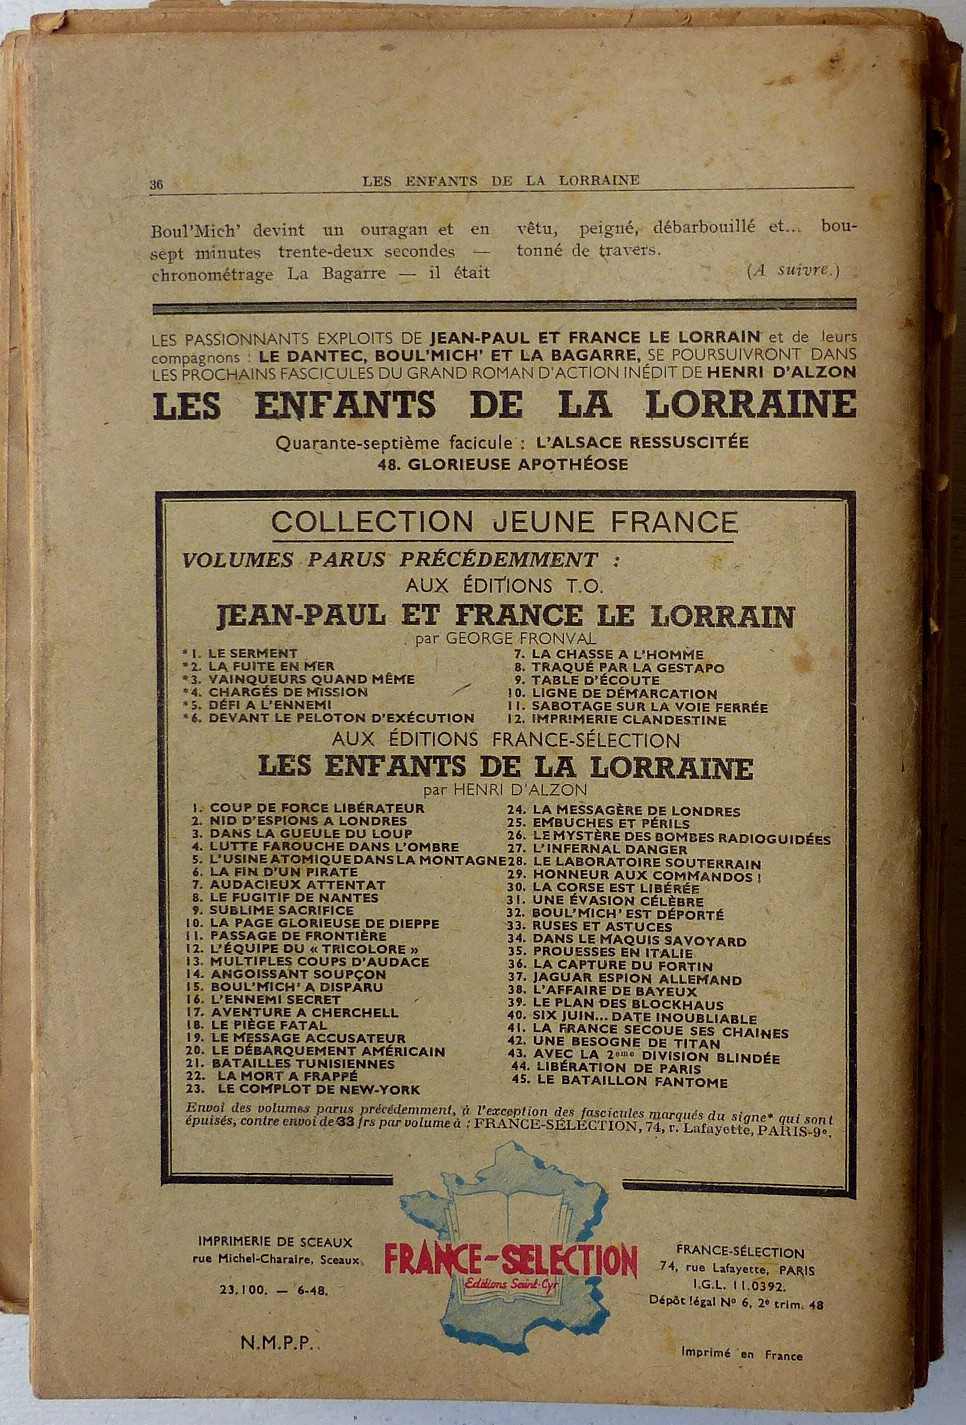 36
LES ENFANTS DE LA LORRAINE
Boul'Mich' devint un ouragan et en
sept minutes trente-deux secondes —
chronométrage La Bagarre — il était
vêtu, peigné, débarbouillé et... bou-
tonné de travers.
(A suivre.)
LES PASSIONNANTS EXPLOITS DE JEAN-PAUL ET FRANCE LE LORRAIN et de leurs
compagnons : LE DANTEC, BOUL'MICH' ET LA BAGARRE, SE POURSUIVRONT DANS
LES PROCHAINS FASCICULES DU GRAND ROMAN D'ACTION INÉDIT DE HENRI D'ALZON
LES ENFANTS DE LA LORRAINE
Quarante-septième facicule : L'ALSACE RESSUSCITÉE
48. GLORIEUSE APOTHÉOSE
COLLECTION JEUNE FRANCE
VOLUMES PARUS PRÉCÉDEMMENT :
AUX ÉDITIONS T.O.
JEAN-PAUL ET FRANCE LE LORRAIN
par GEORGE FRONVAL
*1. LE SERMENT
*2. LA FUITE EN MER
*3. VAINQUEURS QUAND MÊME
*4. CHARGÉS DE MISSION
*5. DÉFI A L'ENNEMI
*6. DEVANT LE PELOTON D'EXÉCUTION
7. LA CHASSE A L'HOMME
8. TRAQUÉ PAR LA GESTAPO
9. TABLE D'ÉCOUTE
10. LIGNE DE DÉMARCATION
11. SABOTAGE SUR LA VOIE FERRÉE
12. IMPRIMERIE CLANDESTINE
AUX ÉDITIONS FRANCE-SÉLECTION
LES ENFANTS DE LA LORRAINE
par HENRI D'ALZON
1. COUP DE FORCE LIBÉRATEUR
2. NID D'ESPIONS A LONDRES
3. DANS LA GUEULE DU LOUP
4. LUTTE FAROUCHE DANS L'OMBRE
5. L'USINE ATOMIQUE DANS LA MONTAGNE
6. LA FIN D'UN PIRATE
7. AUDACIEUX ATTENTAT
8. LE FUGITIF DE NANTES
9. SUBLIME SACRIFICE
10. LA PAGE GLORIEUSE DE DIEPPE
11. PASSAGE DE FRONTIÈRE
12. L'ÉQUIPE DU « TRICOLORE »
13. MULTIPLES COUPS D'AUDACE
14. ANGOISSANT SOUPÇON
15. BOUL'MICH' A DISPARU
16. L'ENNEMI SECRET
17. AVENTURE A CHERCHELL
18. LE PIÈGE FATAL
19. LE MESSAGE ACCUSATEUR
20. LE DÉBARQUEMENT AMÉRICAIN
21. BATAILLES TUNISIENNES
22. LA MORT A FRAPPÉ
23. LE COMPLOT DE NEW-YORK
24. LA MESSAGÈRE DE LONDRES
25. EMBUCHES ET PÉRILS
26. LE MYSTÈRE DES BOMBES RADIOGUIDÉES
27. L'INFERNAL DANGER
28. LE LABORATOIRE SOUTERRAIN
29. HONNEUR AUX COMMANDOS !
30. LA CORSE EST LIBÉRÉE
31. UNE ÉVASION CÉLÈBRE
32. BOUL'MICH' EST DÉPORTÉ
33. RUSES ET ASTUCES
34. DANS LE MAQUIS SAVOYARD
35. PROUESSES EN ITALIE
36. LA CAPTURE DU FORTIN
37. JAGUAR ESPION ALLEMAND
38. L'AFFAIRE DE BAYEUX
39. LE PLAN DES BLOCKHAUS
40. SIX JUIN... DATE INOUBLIABLE
41. LA FRANCE SECOUE SES CHAINES
42. UNE BESOGNE DE TITAN
43. AVEC LA 2eme DIVISION BLINDÉE
44. LIBÉRATION DE PARIS
45. LE BATAILLON FANTOME
Envoi des volumes parus précédemment, à l'exception des fascicules marqués du signe* qui sont
épuisés, contre envoi de 33 frs par volume à : FRANCE-SÉLECTION, 74, r. Lafayette, PARIS-9e.
IMPRIMERIE DE SCEAUX
rue Michel-Charaire, Sceaux
23.100. — 6-48.
N.M.P.P.
FRANCE-SELECTION
Editions Saint-Cyr
FRANCE-SÉLECTION
74, rue Lafayette, PARIS
I.G.L. 11.0392.
Dépôt légal No 6, 2e trim. 48
Imprimé en France